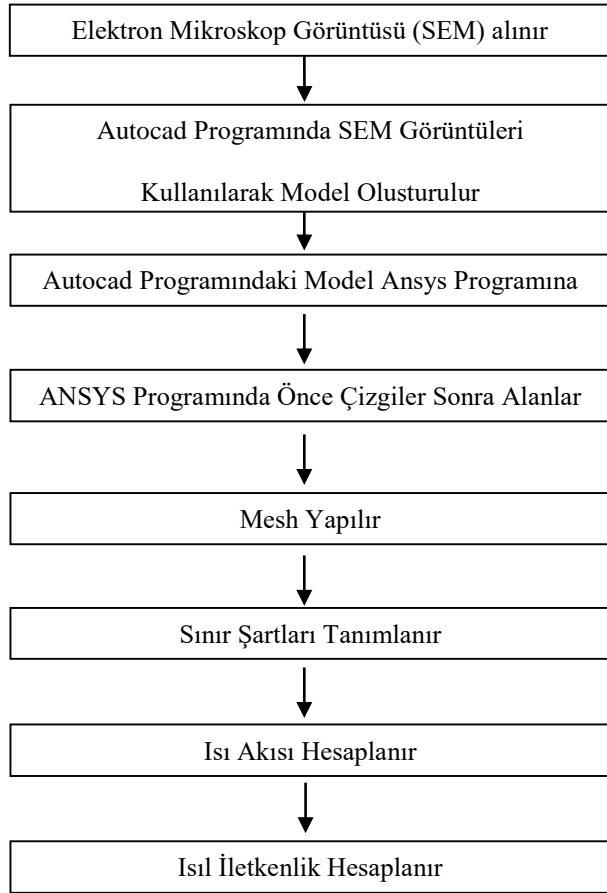 Elektron Mikroskop Görüntüsü (SEM) alınır
Autocad Programında SEM Görüntüleri
Kullanılarak Model Olusturulur
Autocad Programındaki Model Ansys Programına
ANSYS Programında Önce Çizgiler Sonra Alanlar
Mesh Yapılır
Sınır Şartları Tanımlanır
Isı Akısı Hesaplanır
Isıl İletkenlik Hesaplanır